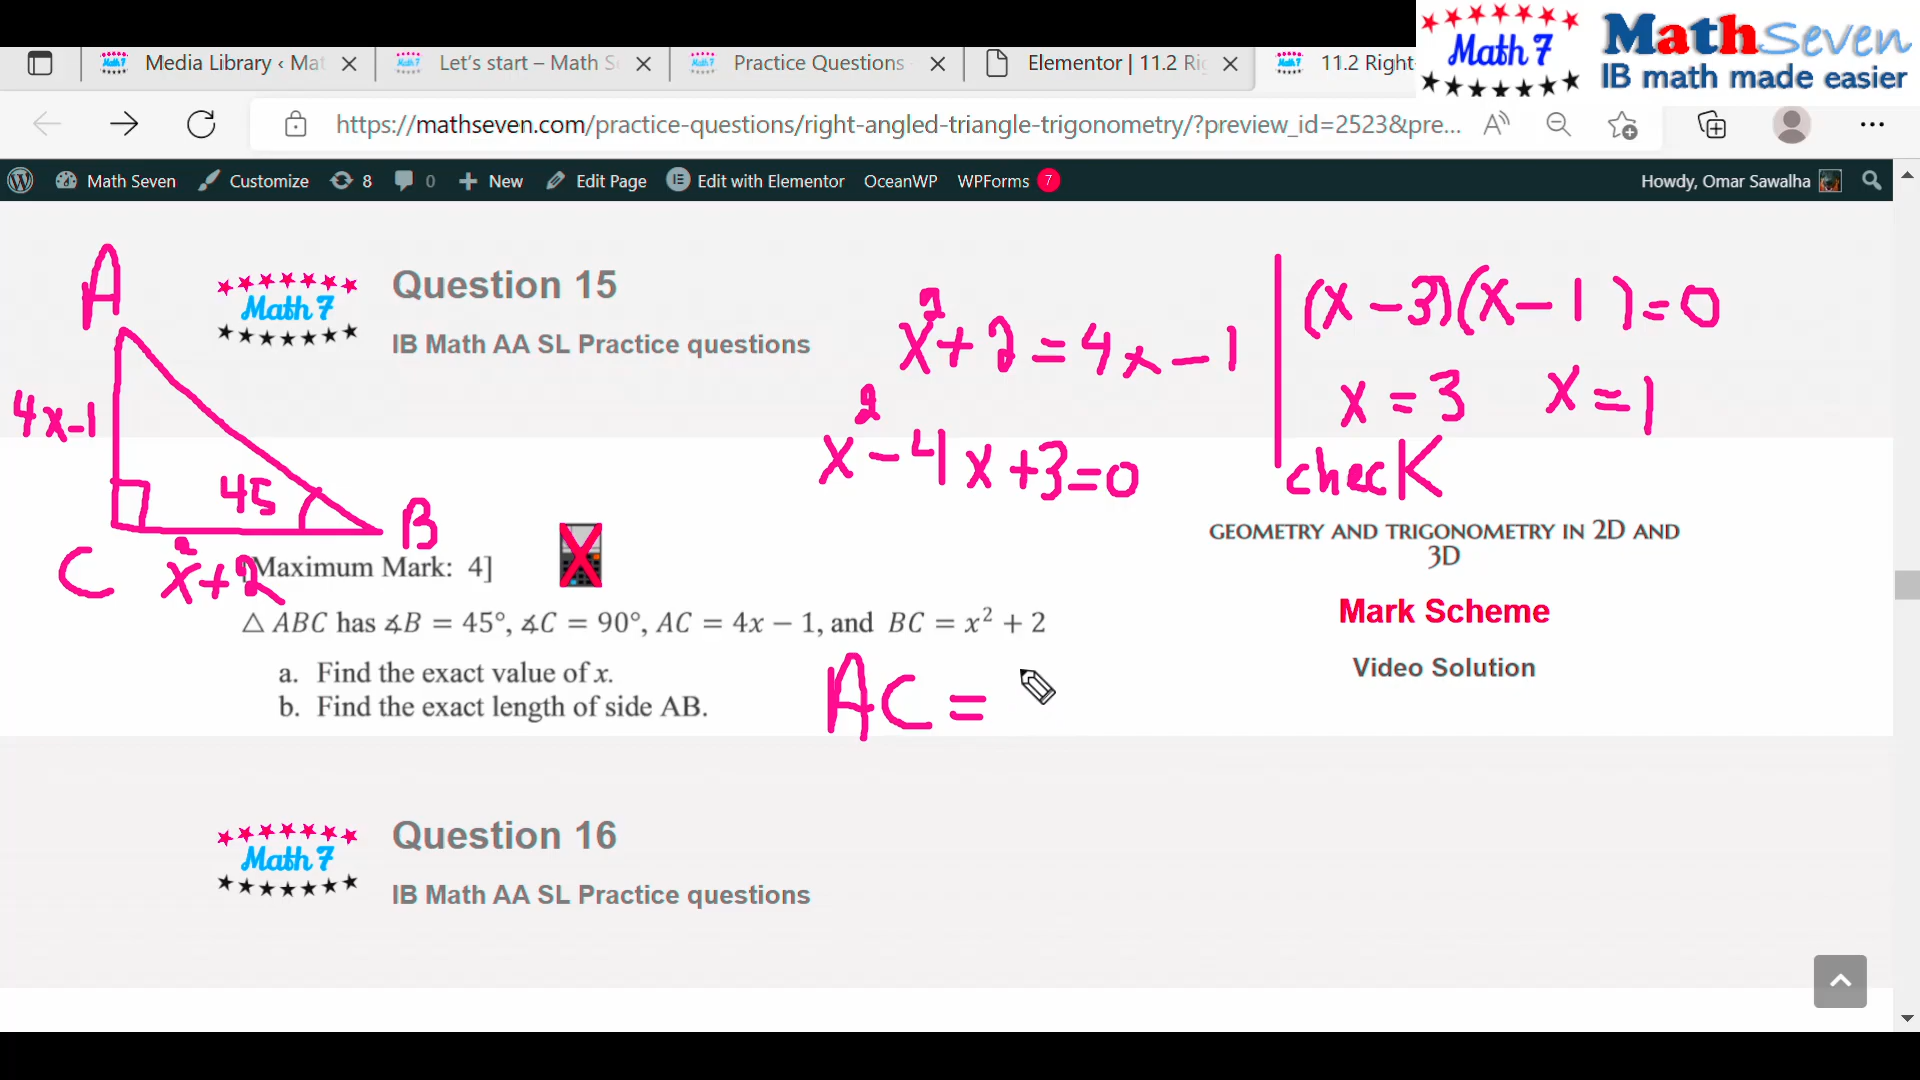 Math 7
MathSeven
IB math made easier
Media Library ‹ Mat
Let's start – Math S
Practice Questions
Elementor | 11.2 Ri
11.2 Right-
https://mathseven.com/practice-questions/right-angled-triangle-trigonometry/?preview_id=2523&pre...
Math Seven
Customize
8
0
New
Edit Page
Edit with Elementor
OceanWP
WPForms 7
Howdy, Omar Sawalha
A
Math 7
Question 15
IB Math AA SL Practice questions
4x-1
45
B
C
x²+2
x²+2=4x-1
x²-4x+3=0
(x-3)(x-1)=0
x=3 x=1
check
[Maximum Mark: 4]
△ ABC has ∡B = 45°, ∡C = 90°, AC = 4x − 1, and BC = x² + 2
a. Find the exact value of x.
b. Find the exact length of side AB.
AC =
GEOMETRY AND TRIGONOMETRY IN 2D AND
3D
Mark Scheme
Video Solution
Math 7
Question 16
IB Math AA SL Practice questions